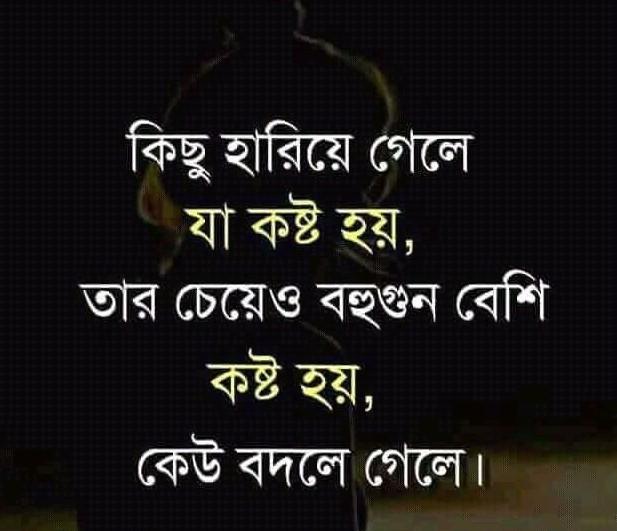 কিছু হারিয়ে গেলে
যা কষ্ট হয়,
তার চেয়েও বহুগুন বেশি
কষ্ট হয়,
কেউ বদলে গেলে।